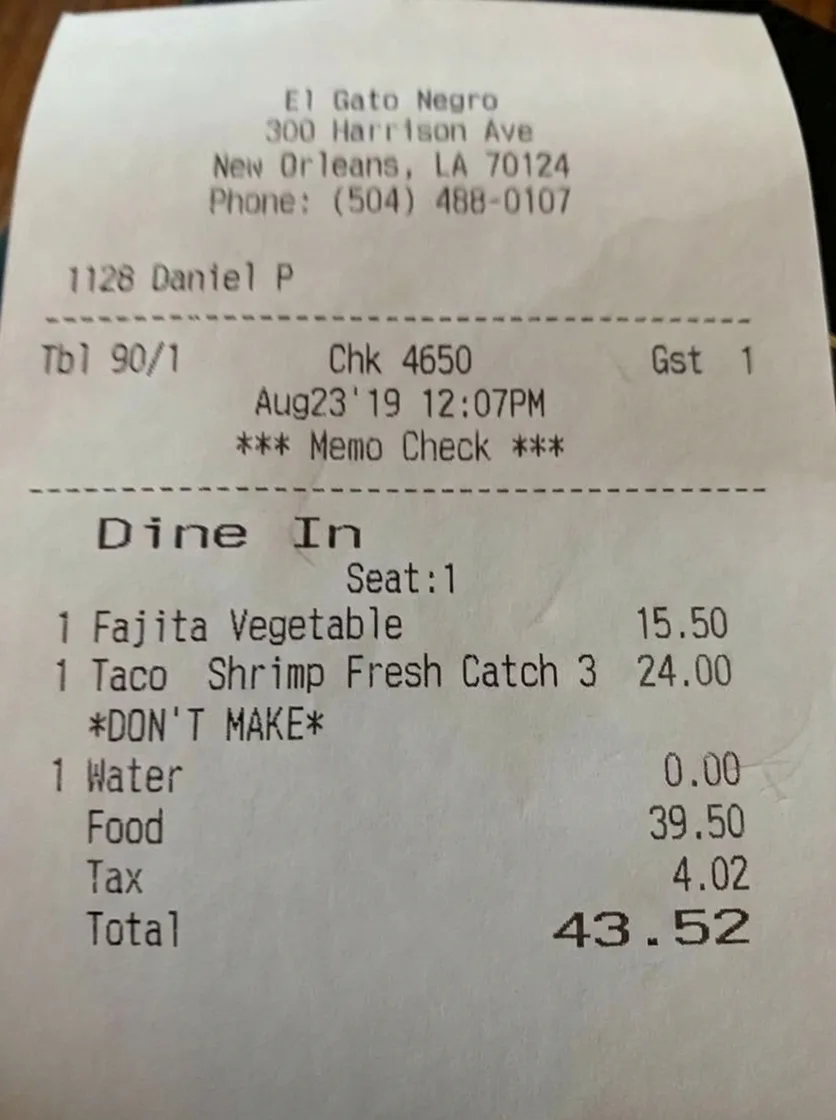 El Gato Negro
300 Harrison Ave
New Orleans, LA 70124
Phone: (504) 488-0107
1128 Daniel P
Tbl 90/1 Chk 4650 Gst 1
Aug23'19 12:07PM
*** Memo Check ***
Dine In
Seat:1
1 Fajita Vegetable 15.50
1 Taco Shrimp Fresh Catch 3 24.00
*DON'T MAKE*
1 Water 0.00
Food 39.50
Tax 4.02
Total 43.52